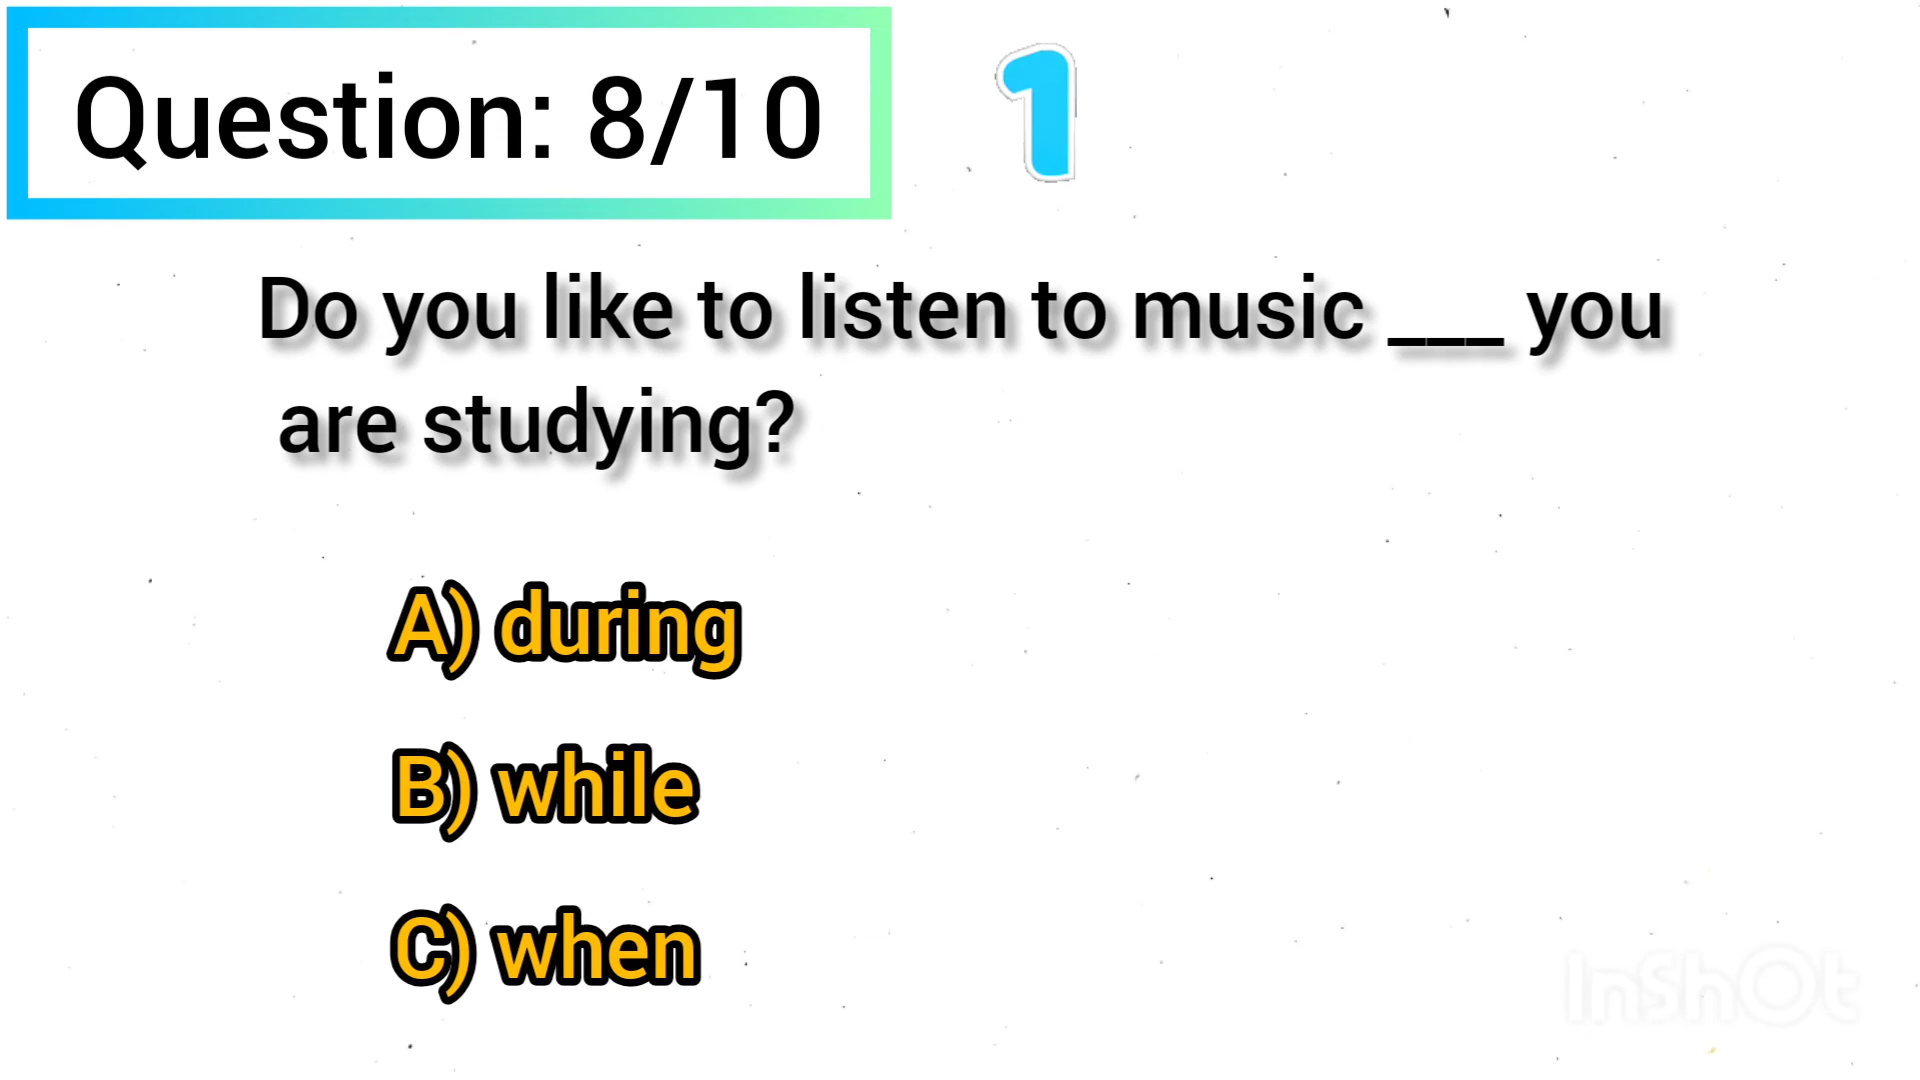 Question: 8/10
1
Do you like to listen to music ___ you
are studying?
A) during
B) while
C) when
InShOt